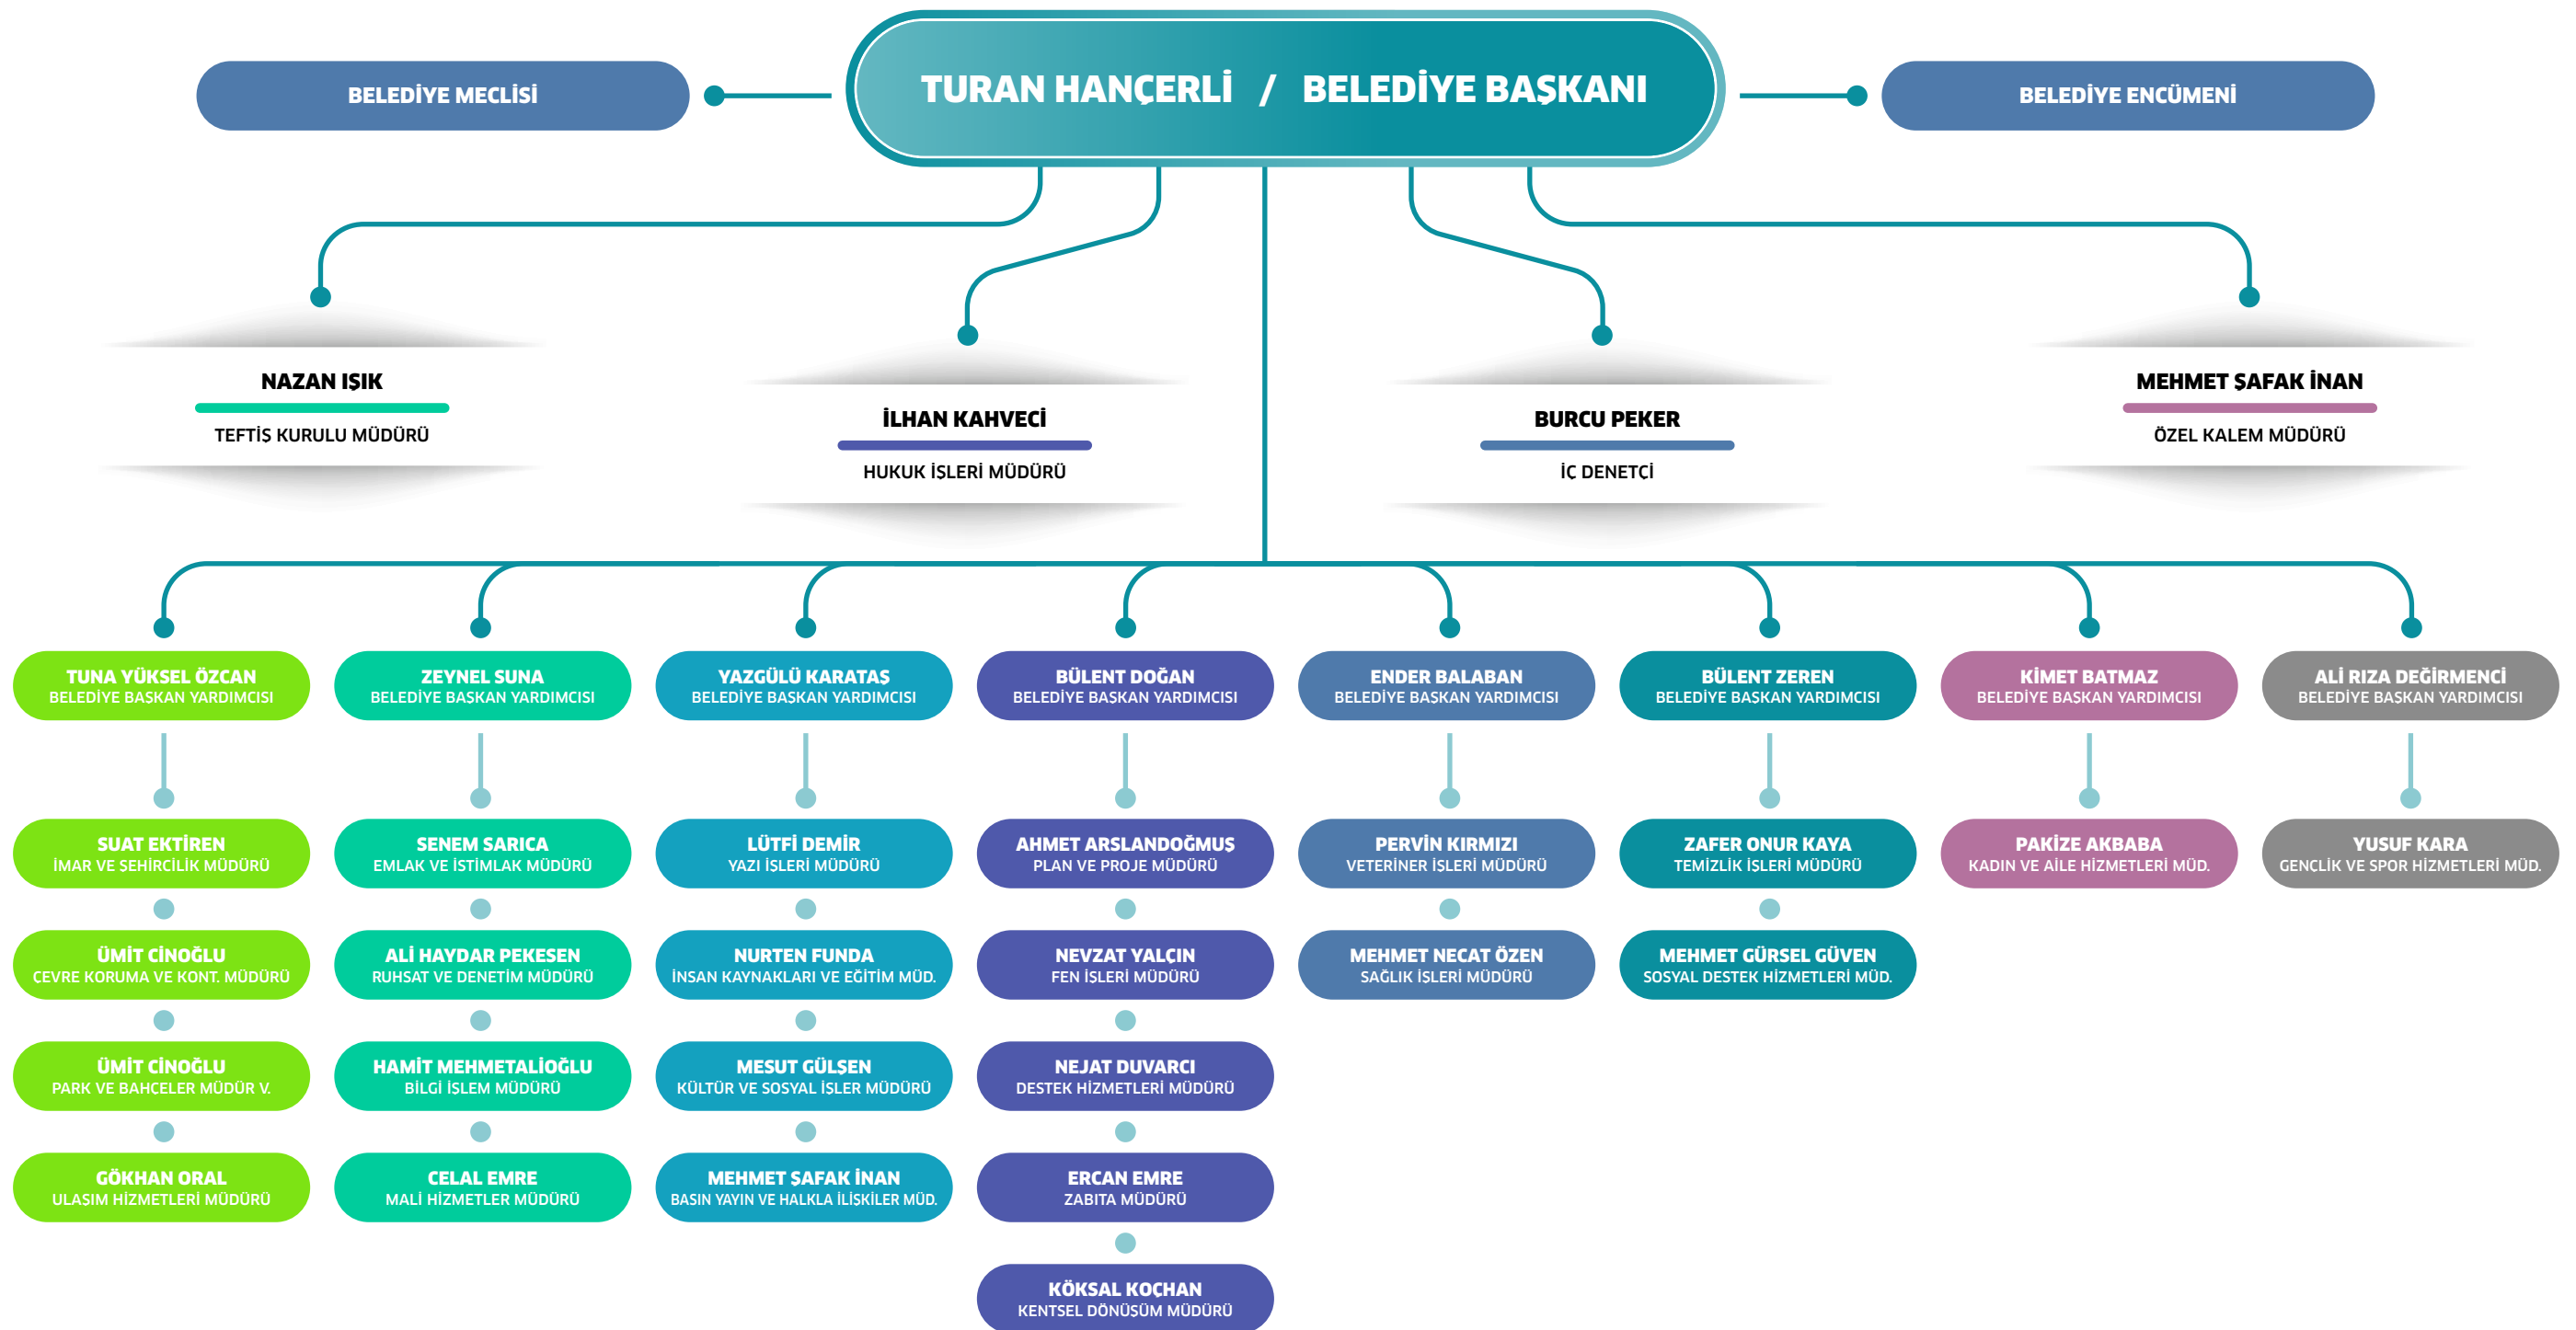 TURAN HANÇERLİ / BELEDİYE BAŞKANI
BELEDİYE MECLİSİ
BELEDİYE ENCÜMENİ
NAZAN IŞIK
TEFTİŞ KURULU MÜDÜRÜ
İLHAN KAHVECİ
HUKUK İŞLERİ MÜDÜRÜ
BURCU PEKER
İÇ DENETÇİ
MEHMET ŞAFAK İNAN
ÖZEL KALEM MÜDÜRÜ
TUNA YÜKSEL ÖZCAN
BELEDİYE BAŞKAN YARDIMCISI
SUAT EKTİREN
İMAR VE ŞEHİRCİLİK MÜDÜRÜ
ÜMİT CİNOĞLU
ÇEVRE KORUMA VE KONT. MÜDÜRÜ
ÜMİT CİNOĞLU
PARK VE BAHÇELER MÜDÜR V.
GÖKHAN ORAL
ULAŞIM HİZMETLERİ MÜDÜRÜ
ZEYNEL SUNA
BELEDİYE BAŞKAN YARDIMCISI
SENEM SARICA
EMLAK VE İSTİMLAK MÜDÜRÜ
ALİ HAYDAR PEKESEN
RUHSAT VE DENETİM MÜDÜRÜ
HAMİT MEHMETALİOĞLU
BİLGİ İŞLEM MÜDÜRÜ
CELAL EMRE
MALİ HİZMETLER MÜDÜRÜ
YAZGÜLÜ KARATAŞ
BELEDİYE BAŞKAN YARDIMCISI
LÜTFİ DEMİR
YAZI İŞLERİ MÜDÜRÜ
NURTEN FUNDA
İNSAN KAYNAKLARI VE EĞİTİM MÜD.
MESUT GÜLŞEN
KÜLTÜR VE SOSYAL İŞLER MÜDÜRÜ
MEHMET ŞAFAK İNAN
BASIN YAYIN VE HALKLA İLİŞKİLER MÜD.
BÜLENT DOĞAN
BELEDİYE BAŞKAN YARDIMCISI
AHMET ARSLANDOĞMUŞ
PLAN VE PROJE MÜDÜRÜ
NEVZAT YALÇIN
FEN İŞLERİ MÜDÜRÜ
NEJAT DUVARCI
DESTEK HİZMETLERİ MÜDÜRÜ
ERCAN EMRE
ZABITA MÜDÜRÜ
KÖKSAL KOÇHAN
KENTSEL DÖNÜŞÜM MÜDÜRÜ
ENDER BALABAN
BELEDİYE BAŞKAN YARDIMCISI
PERVİN KIRMIZI
VETERİNER İŞLERİ MÜDÜRÜ
MEHMET NECAT ÖZEN
SAĞLIK İŞLERİ MÜDÜRÜ
BÜLENT ZEREN
BELEDİYE BAŞKAN YARDIMCISI
ZAFER ONUR KAYA
TEMİZLİK İŞLERİ MÜDÜRÜ
MEHMET GÜRSEL GÜVEN
SOSYAL DESTEK HİZMETLERİ MÜD.
KİMET BATMAZ
BELEDİYE BAŞKAN YARDIMCISI
PAKİZE AKBABA
KADIN VE AİLE HİZMETLERİ MÜD.
ALİ RIZA DEĞİRMENCİ
BELEDİYE BAŞKAN YARDIMCISI
YUSUF KARA
GENÇLİK VE SPOR HİZMETLERİ MÜD.